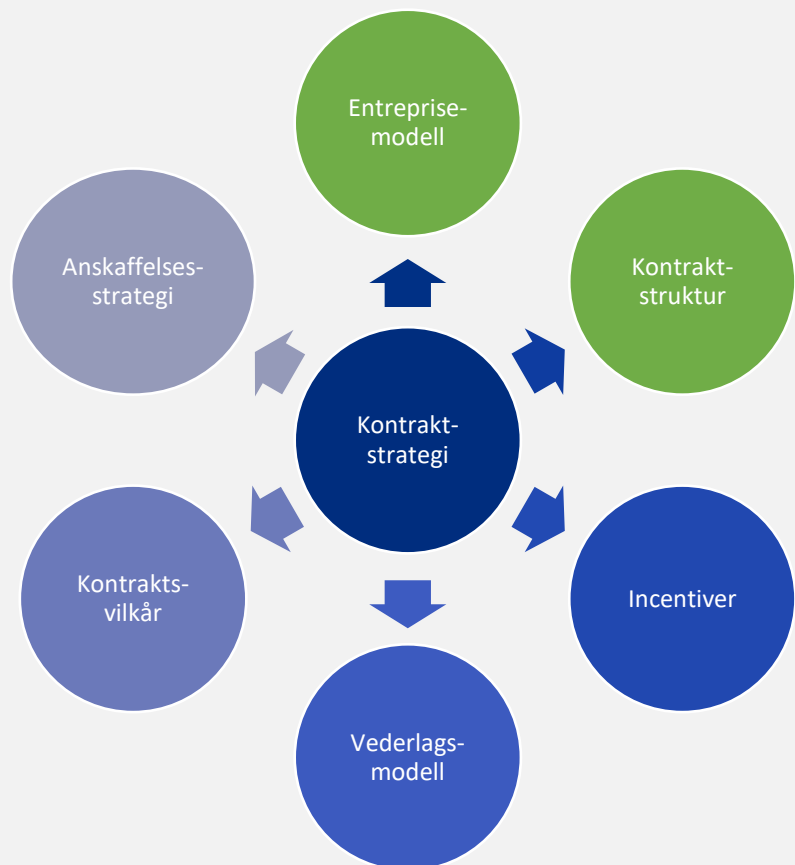 Entreprise-
modell
Anskaffelses-
strategi
Kontrakt-
struktur
Kontrakt-
strategi
Kontrakts-
vilkår
Incentiver
Vederlags-
modell